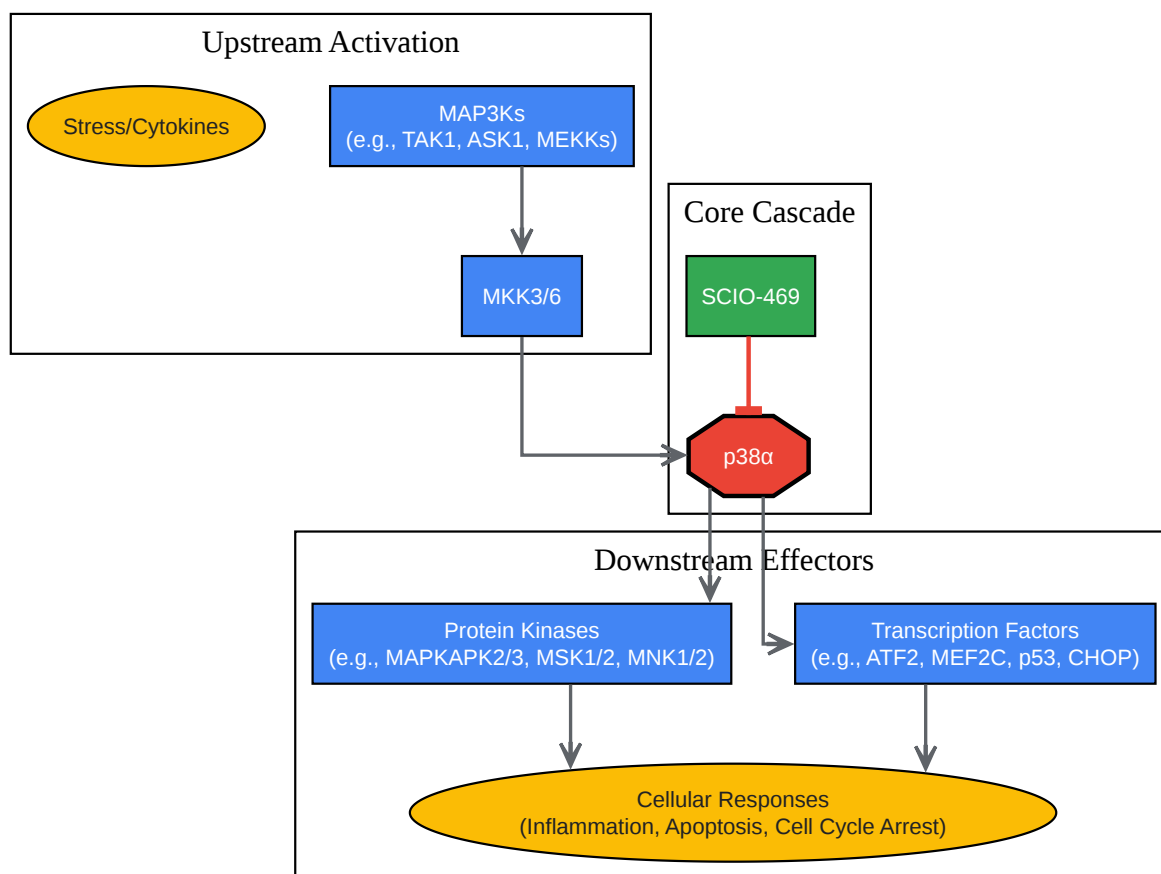 Upstream Activation
Stress/Cytokines
MAP3Ks
(e.g., TAK1, ASK1, MEKKs)
MKK3/6
Core Cascade
SCIO-469
p38α
Downstream Effectors
Protein Kinases
(e.g., MAPKAPK2/3, MSK1/2, MNK1/2)
Transcription Factors
(e.g., ATF2, MEF2C, p53, CHOP)
Cellular Responses
(Inflammation, Apoptosis, Cell Cycle Arrest)